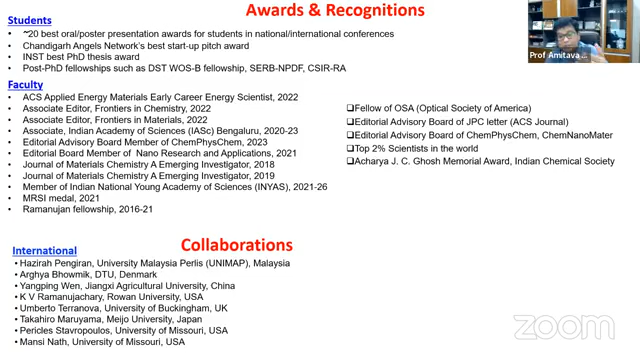 Awards & Recognitions
Students
• ~20 best oral/poster presentation awards for students in national/international conferences
• Chandigarh Angels Network's best start-up pitch award
• INST best PhD thesis award
• Post-PhD fellowships such as DST WOS-B fellowship, SERB-NPDF, CSIR-RA
Faculty
• ACS Applied Energy Materials Early Career Energy Scientist, 2022
• Associate Editor, Frontiers in Chemistry, 2022
• Associate Editor, Frontiers in Materials, 2022
• Associate, Indian Academy of Sciences (IASc) Bengaluru, 2020-23
• Editorial Advisory Board Member of ChemPhysChem, 2023
• Editorial Board Member of Nano Research and Applications, 2021
• Journal of Materials Chemistry A Emerging Investigator, 2018
• Journal of Materials Chemistry A Emerging Investigator, 2019
• Member of Indian National Young Academy of Sciences (INYAS), 2021-26
• MRSI medal, 2021
• Ramanujan fellowship, 2016-21
❑Fellow of OSA (Optical Society of America)
❑Editorial Advisory Board of JPC letter (ACS Journal)
❑Editorial Advisory Board of ChemPhysChem, ChemNanoMater
❑Top 2% Scientists in the world
❑Acharya J. C. Ghosh Memorial Award, Indian Chemical Society
Collaborations
International
• Hazirah Pengiran, University Malaysia Perlis (UNIMAP), Malaysia
• Arghya Bhowmik, DTU, Denmark
• Yangping Wen, Jiangxi Agricultural University, China
• K V Ramanujachary, Rowan University, USA
• Umberto Terranova, University of Buckingham, UK
• Takahiro Maruyama, Meijo University, Japan
• Pericles Stavropoulos, University of Missouri, USA
• Mansi Nath, University of Missouri, USA
Prof Amitava ...
zoom